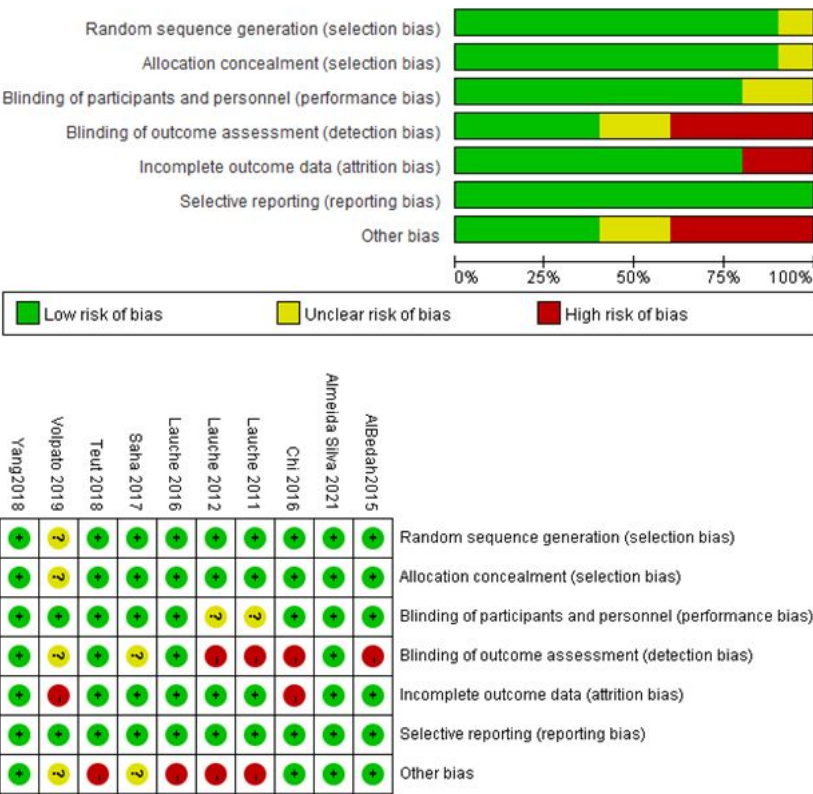 Random sequence generation (selection bias)
Allocation concealment (selection bias)
Blinding of participants and personnel (performance bias)
Blinding of outcome assessment (detection bias)
Incomplete outcome data (attrition bias)
Selective reporting (reporting bias)
Other bias
0% 25% 50% 75% 100%
Low risk of bias Unclear risk of bias High risk of bias
Yang2018
Volpato 2019
Teut 2018
Saha 2017
Lauche 2016
Lauche 2012
Lauche 2011
Chi 2016
Almeida Silva 2021
AlBedah2015
+ ? + + + + + + + + Random sequence generation (selection bias)
+ ? + + + + + + + + Allocation concealment (selection bias)
+ + + + + ? ? + + + Blinding of participants and personnel (performance bias)
+ ? + ? + - - - + - Blinding of outcome assessment (detection bias)
+ - + + + + + - + + Incomplete outcome data (attrition bias)
+ + + + + + + + + + Selective reporting (reporting bias)
+ ? - ? - - - + + + Other bias